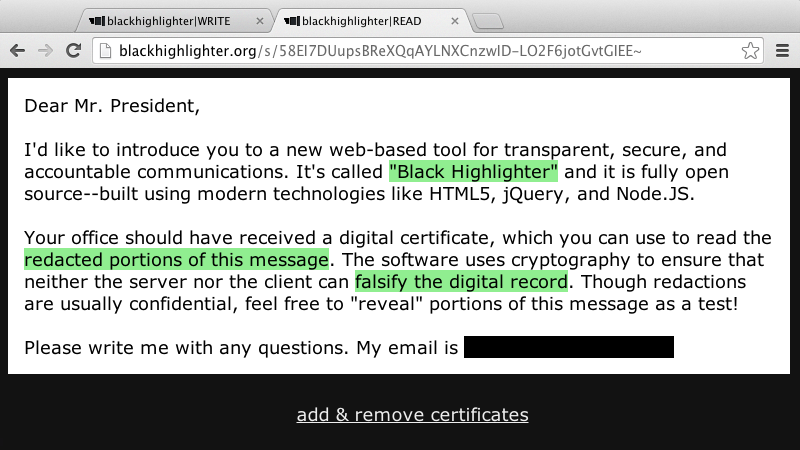 blackhighlighter|WRITE
blackhighlighter|READ
blackhighlighter.org/s/58El7DUupsBReXQqAYLNXCnzwlD-LO2F6jotGvtGIEE~
Dear Mr. President,
I'd like to introduce you to a new web-based tool for transparent, secure, and
accountable communications. It's called "Black Highlighter" and it is fully open
source--built using modern technologies like HTML5, jQuery, and Node.JS.
Your office should have received a digital certificate, which you can use to read the
redacted portions of this message. The software uses cryptography to ensure that
neither the server nor the client can falsify the digital record. Though redactions
are usually confidential, feel free to "reveal" portions of this message as a test!
Please write me with any questions. My email is
add & remove certificates